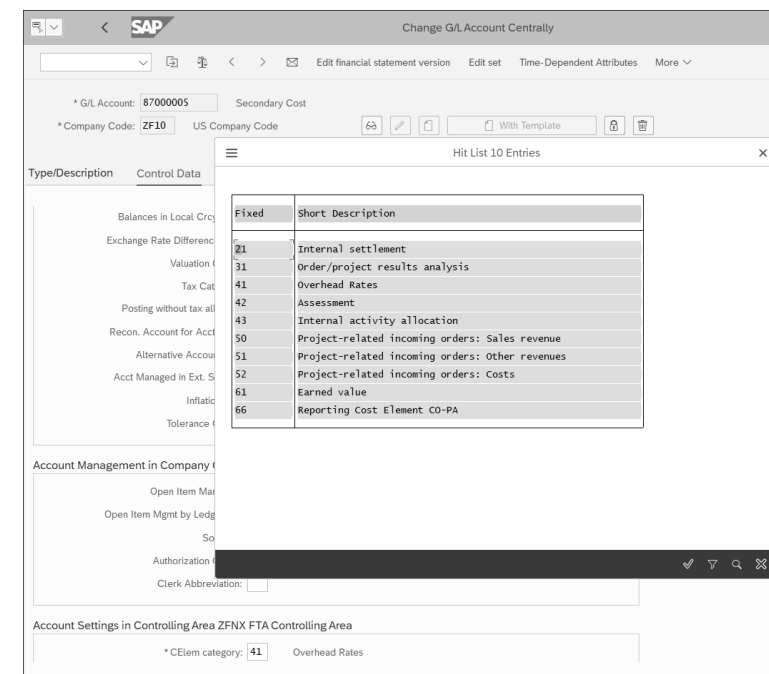 SAP
Change G/L Account Centrally
Edit financial statement version Edit set Time-Dependent Attributes More
* G/L Account: 87000005 Secondary Cost
* Company Code: ZF10 US Company Code With Template
Hit List 10 Entries
Type/Description Control Data
Balances in Local Crcy
Fixed Short Description
Exchange Rate Differenc
21 Internal settlement
Valuation
31 Order/project results analysis
Tax Cat
41 Overhead Rates
Posting without tax all
42 Assessment
43 Internal activity allocation
Recon. Account for Acct
50 Project-related incoming orders: Sales revenue
Alternative Accou
51 Project-related incoming orders: Other revenues
Acct Managed in Ext. S
52 Project-related incoming orders: Costs
Inflatio
61 Earned value
Tolerance
66 Reporting Cost Element CO-PA
Account Management in Company
Open Item Man
Open Item Mgmt by Ledg
So
Authorization
Clerk Abbreviation:
Account Settings in Controlling Area ZFNX FTA Controlling Area
* CElem category: 41 Overhead Rates